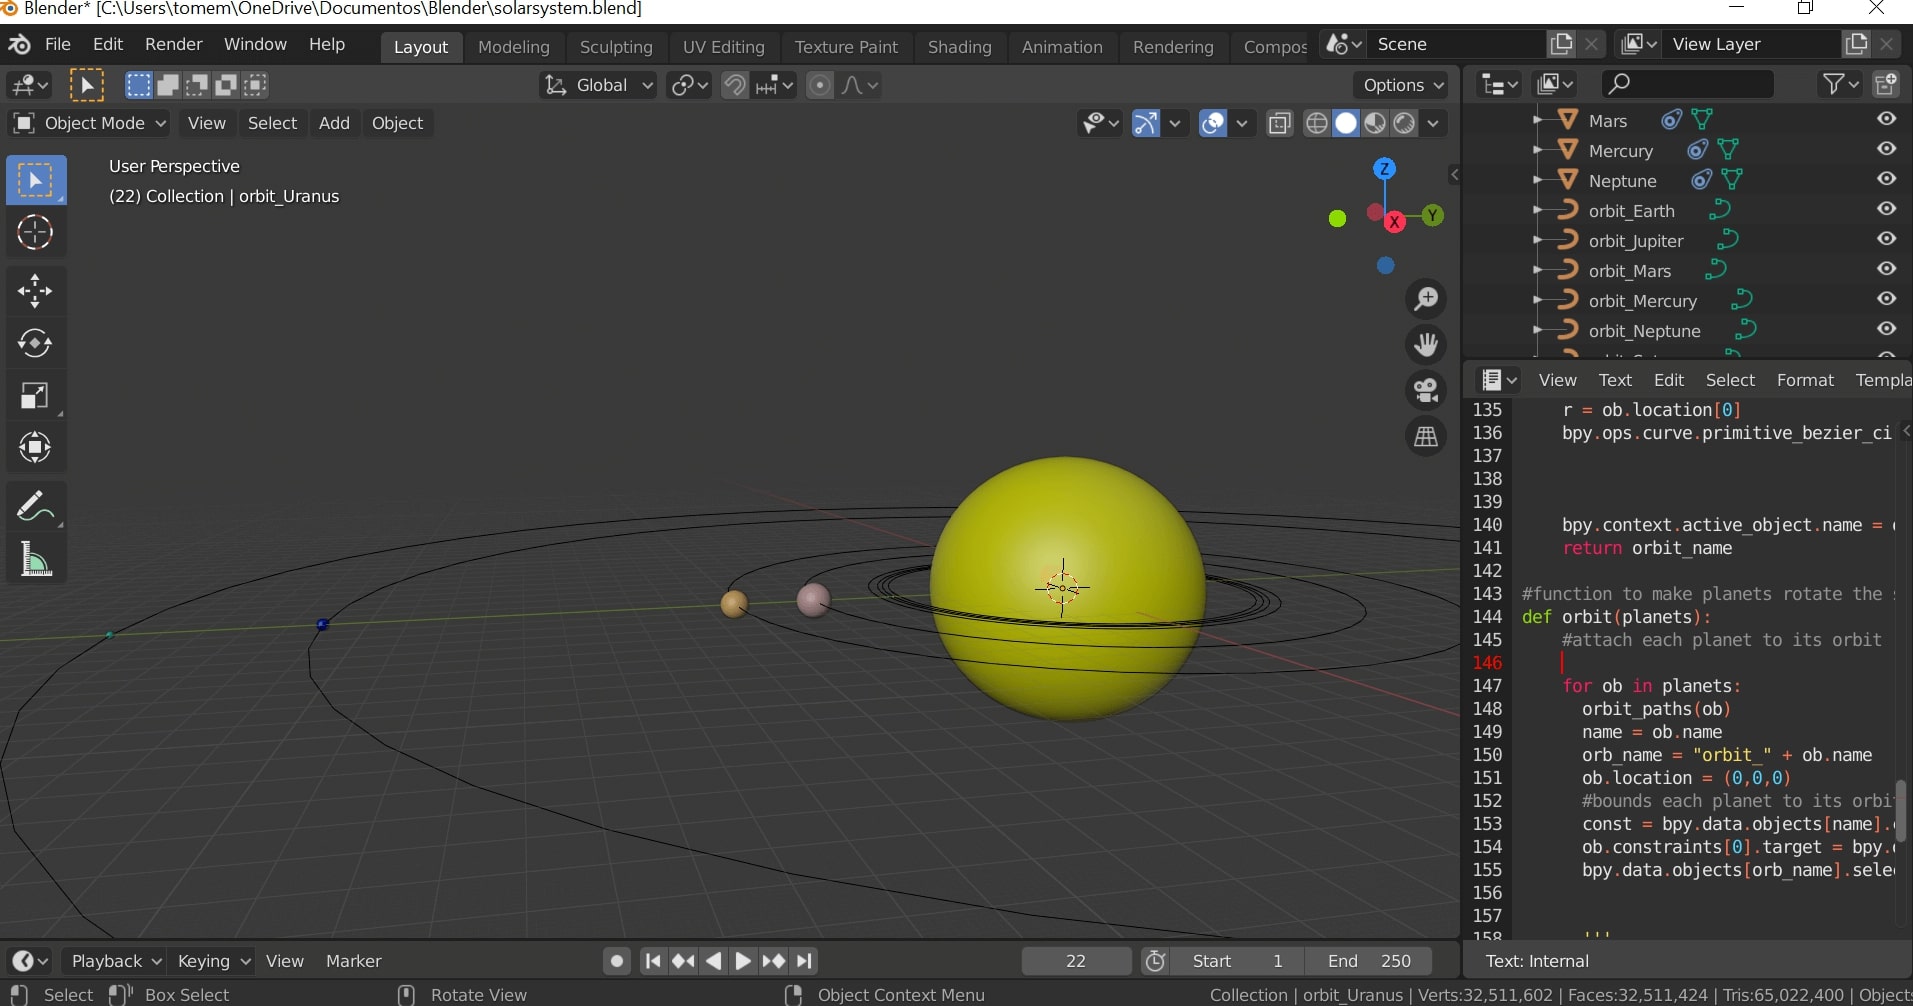 Blender* [C:\Users\tomem\OneDrive\Documentos\Blender\solarsystem.blend]
File Edit Render Window Help Layout Modeling Sculpting UV Editing Texture Paint Shading Animation Rendering Compos Scene View Layer
Global Options
Object Mode View Select Add Object
User Perspective
(22) Collection | orbit_Uranus
Z
X Y
Mars
Mercury
Neptune
orbit_Earth
orbit_Jupiter
orbit_Mars
orbit_Mercury
orbit_Neptune
View Text Edit Select Format Templa
135 r = ob.location[0]
136 bpy.ops.curve.primitive_bezier_ci
137
138
139
140 bpy.context.active_object.name =
141 return orbit_name
142
143 #function to make planets rotate the
144 def orbit(planets):
145 #attach each planet to its orbit
146
147 for ob in planets:
148 orbit_paths(ob)
149 name = ob.name
150 orb_name = "orbit_" + ob.name
151 ob.location = (0,0,0)
152 #bounds each planet to its orbi
153 const = bpy.data.objects[name].
154 ob.constraints[0].target = bpy.
155 bpy.data.objects[orb_name].sele
156
157
158 '''
Playback Keying View Marker 22 Start 1 End 250
Text: Internal
Select Box Select Rotate View Object Context Menu Collection | orbit_Uranus | Verts:32,511,602 | Faces:32,511,424 | Tris:65,022,400 | Object